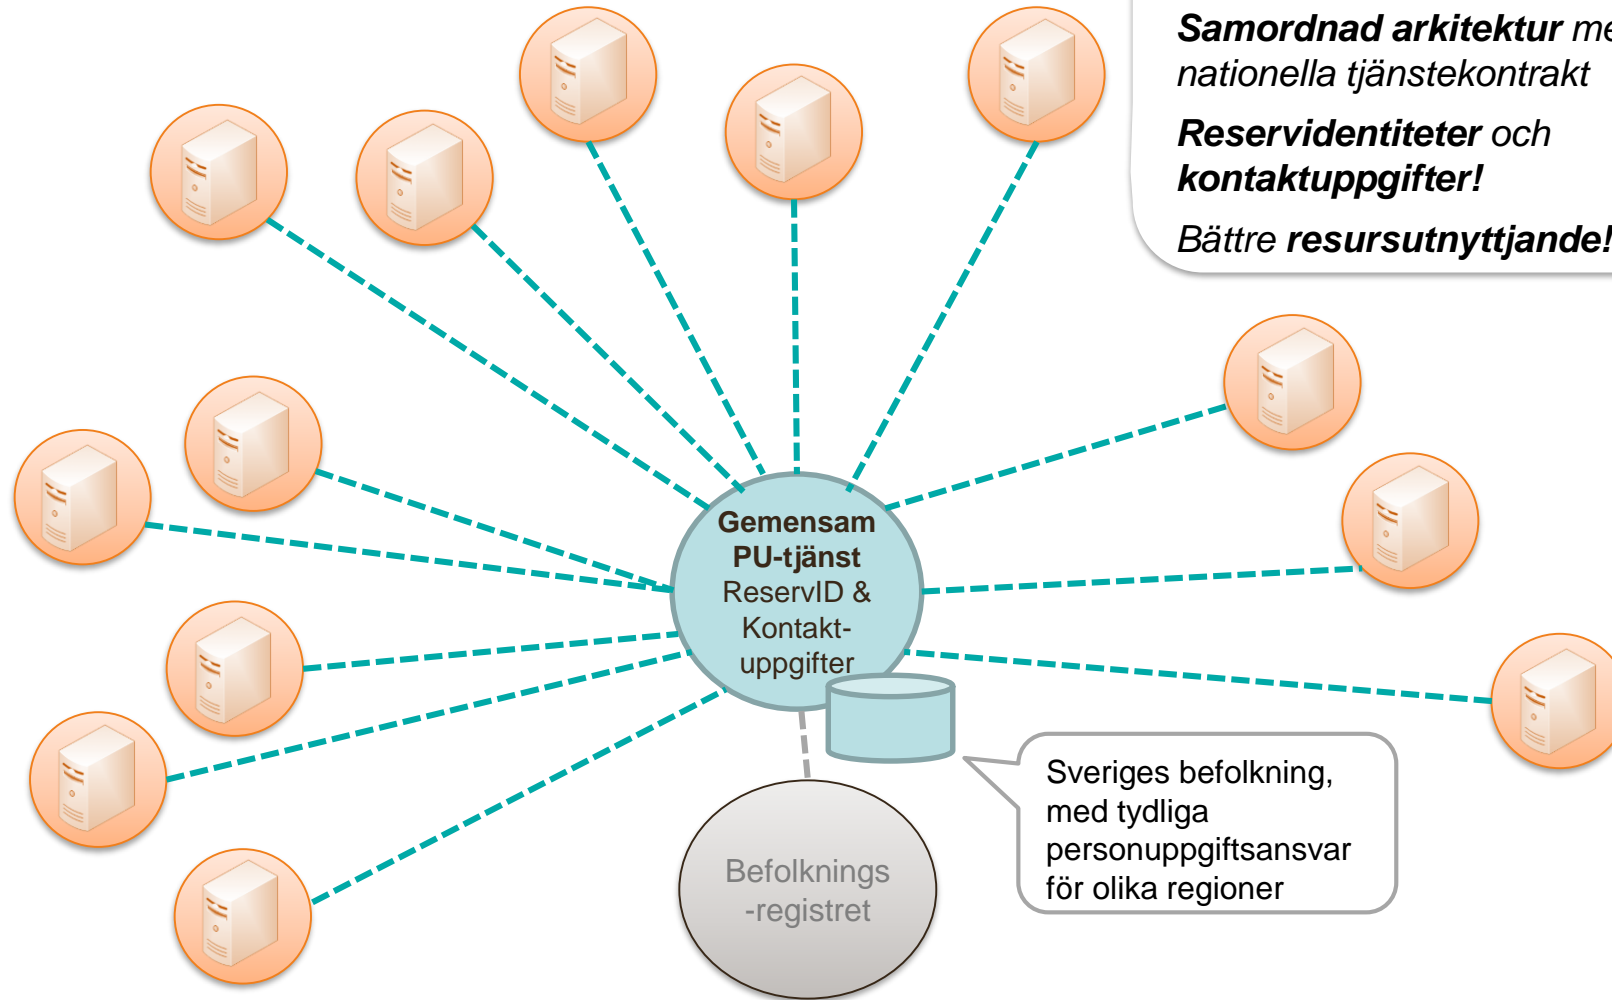 Samordnad arkitektur me
nationella tjänstekontrakt
Reservidentiteter och
kontaktuppgifter!
Bättre resursutnyttjande!
Gemensam
PU-tjänst
ReservID &
Kontakt-
uppgifter
Sveriges befolkning,
med tydliga
personuppgiftsansvar
för olika regioner
Befolknings
-registret